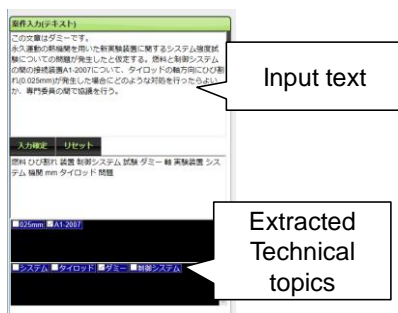 案件入力(テキスト)
この文章はダミーです。
永久運動の熱機関を用いた新実験装置に関するシステム強度試
験についての問題が発生したと仮定する。燃料と制御システム
の間の接続装置A1-2007について、タイロッドの軸方向にひび割
れ(0.025mm)が発生した場合にどのような対処を行ったらよい
か、専門委員の間で協議を行う。
Input text
入力確定 リセット
燃料 ひび割れ 装置 制御システム 試験 ダミー 軸 実験装置 シス
テム 機関 mm タイロッド 問題
025mm A1-2007
Extracted
Technical
topics
システム タイロッド ダミー 制御システム